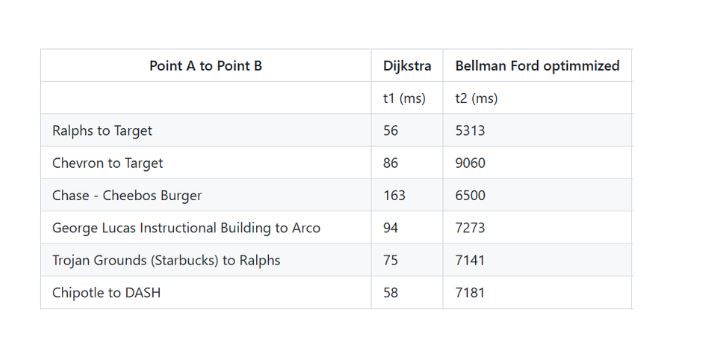 Point A to Point B Dijkstra Bellman Ford optimmized
t1 (ms) t2 (ms)
Ralphs to Target 56 5313
Chevron to Target 86 9060
Chase - Cheebos Burger 163 6500
George Lucas Instructional Building to Arco 94 7273
Trojan Grounds (Starbucks) to Ralphs 75 7141
Chipotle to DASH 58 7181